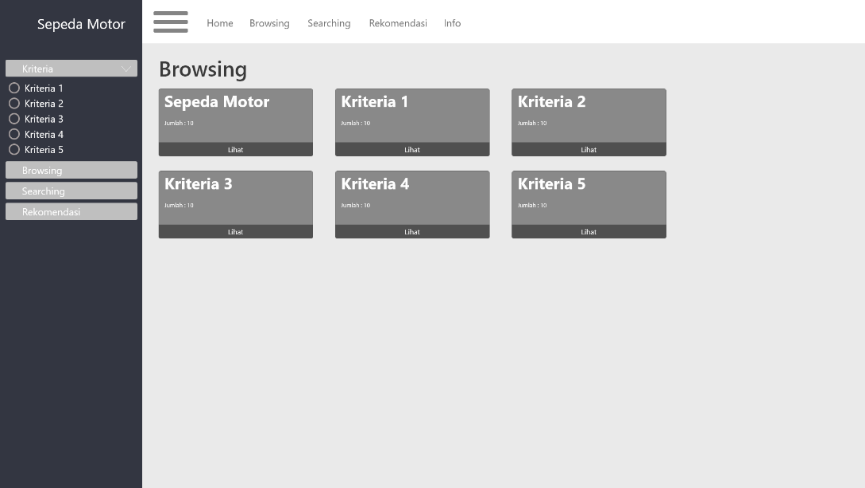 Sepeda Motor
Home Browsing Searching Rekomendasi Info
Kriteria
Kriteria 1
Kriteria 2
Kriteria 3
Kriteria 4
Kriteria 5
Browsing
Searching
Rekomendasi
Browsing
Sepeda Motor
Jumlah : 10
Lihat
Kriteria 1
Jumlah : 10
Lihat
Kriteria 2
Jumlah : 10
Lihat
Kriteria 3
Jumlah : 10
Lihat
Kriteria 4
Jumlah : 10
Lihat
Kriteria 5
Jumlah : 10
Lihat